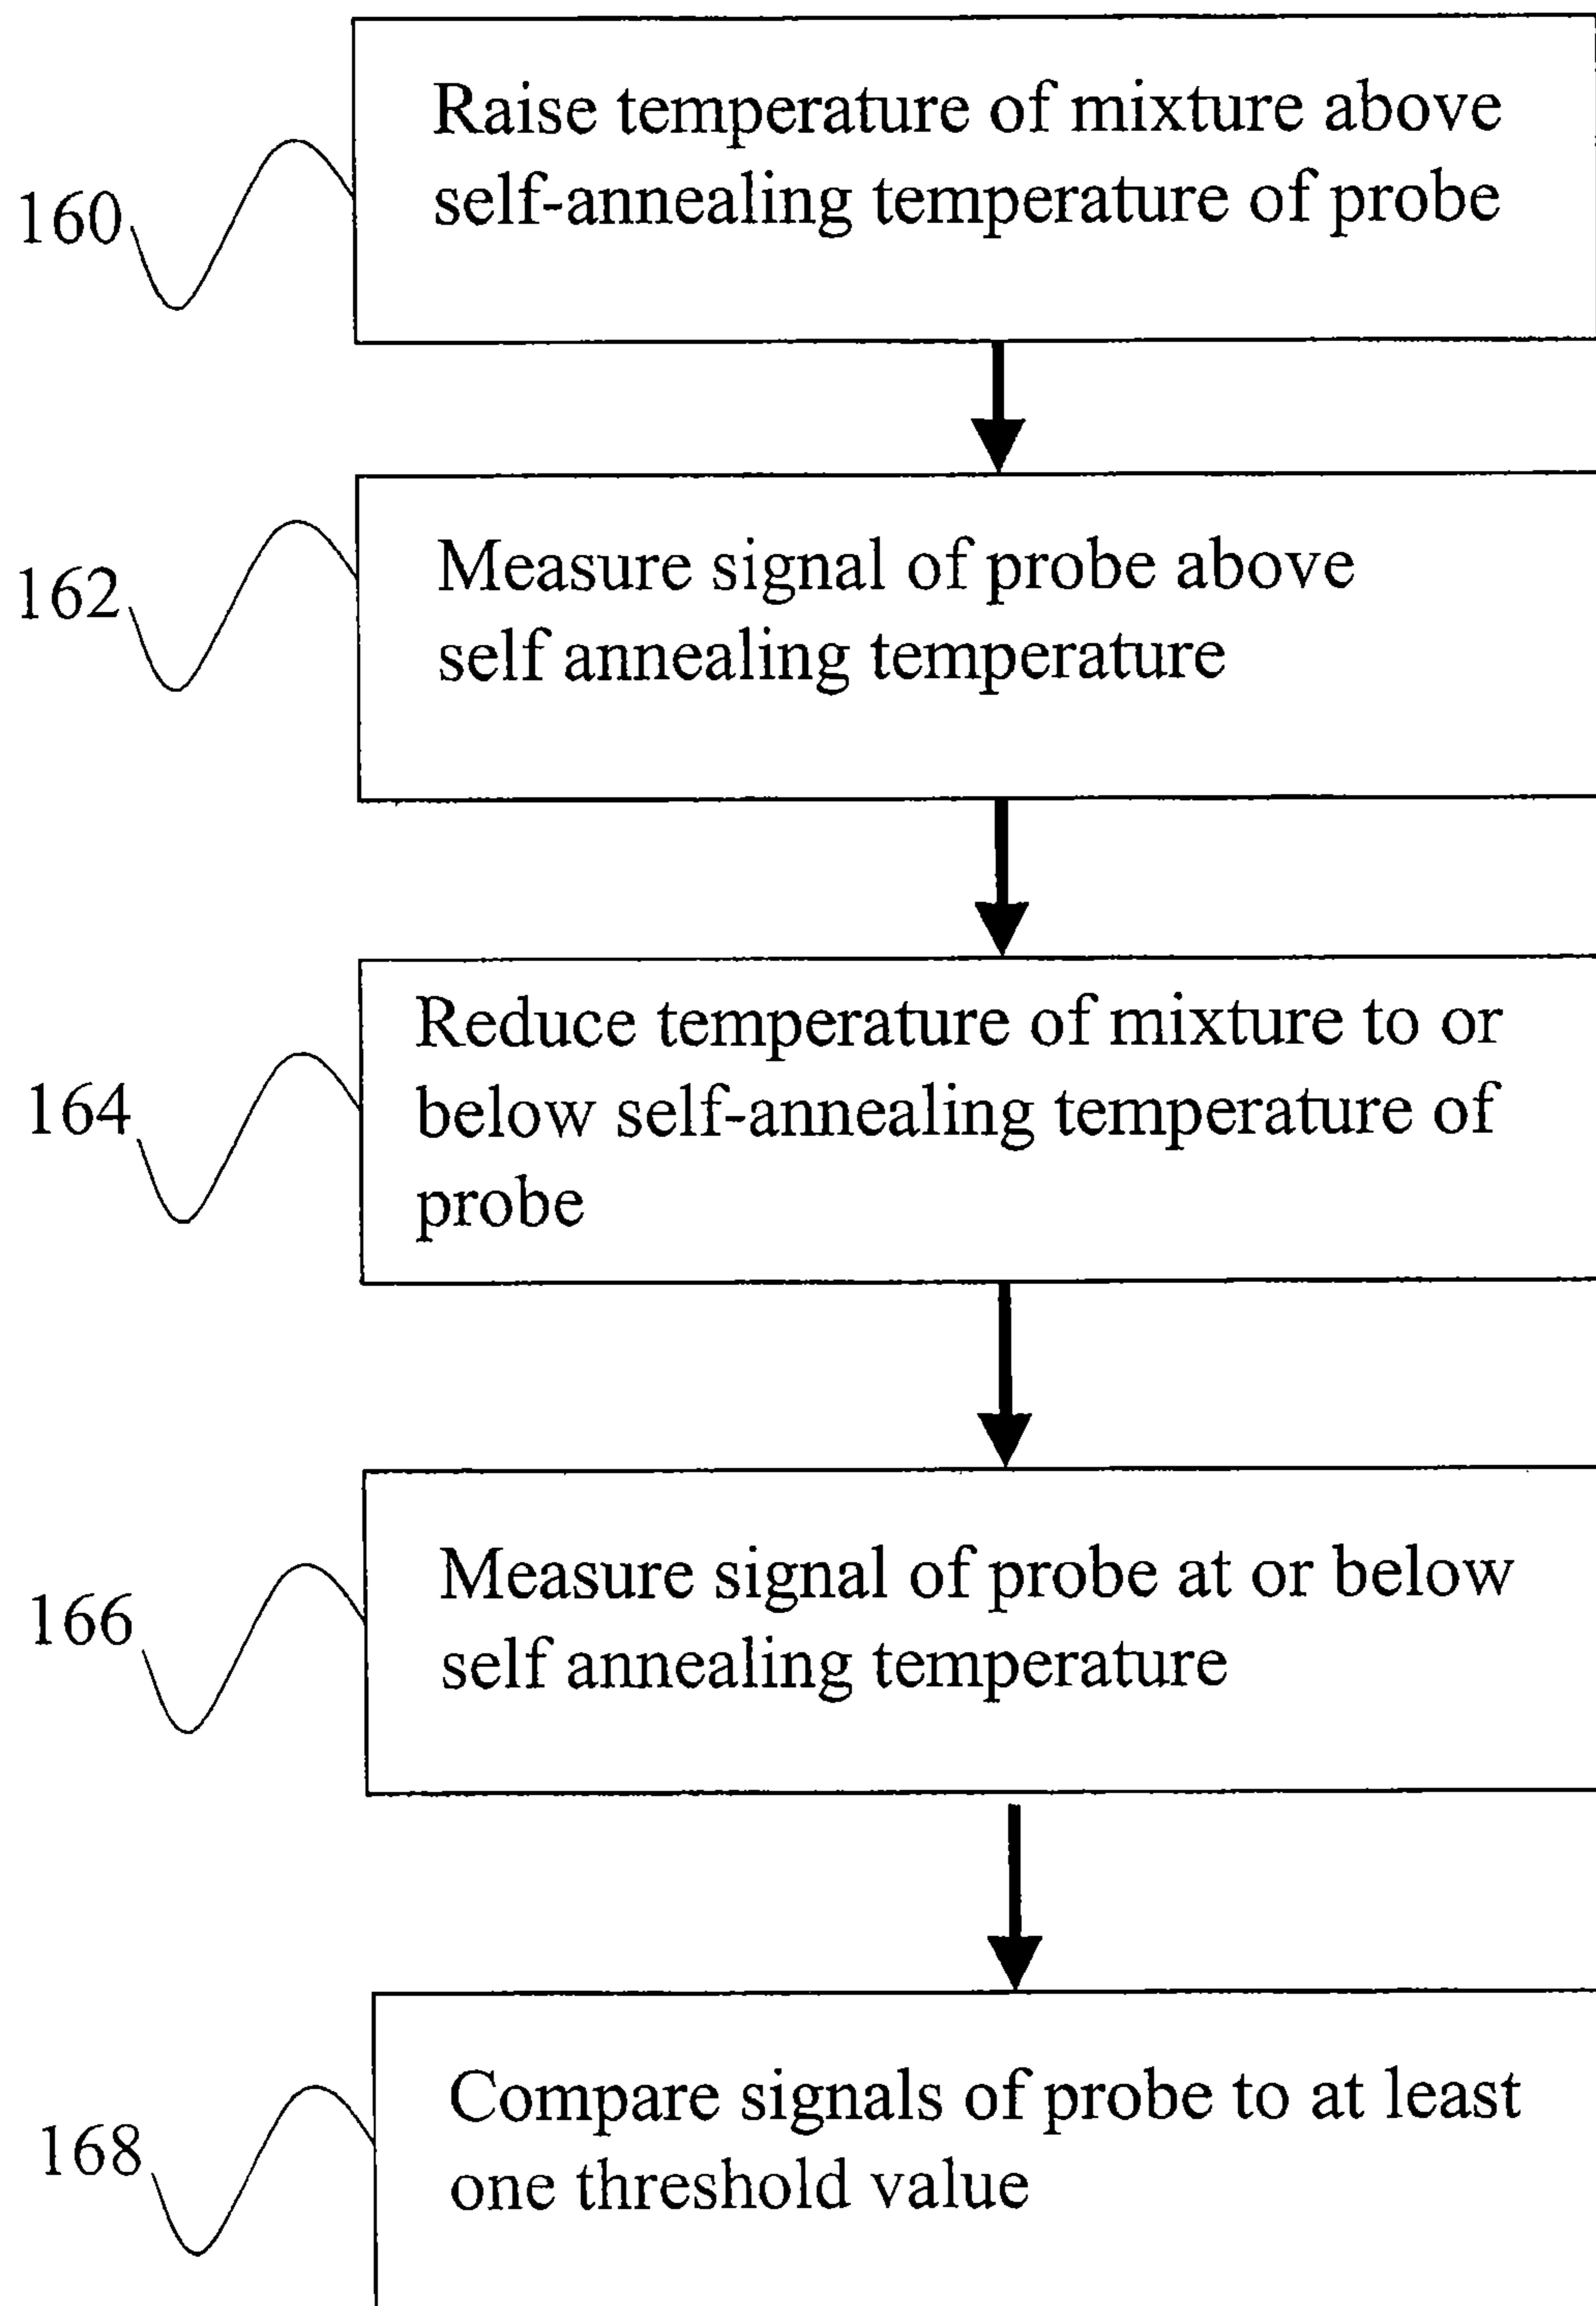 Raise temperature of mixture above
self-annealing temperature of probe
160
Measure signal of probe above
self annealing temperature
162
Reduce temperature of mixture to or
below self-annealing temperature of
probe
164
Measure signal of probe at or below
self annealing temperature
166
Compare signals of probe to at least
one threshold value
168